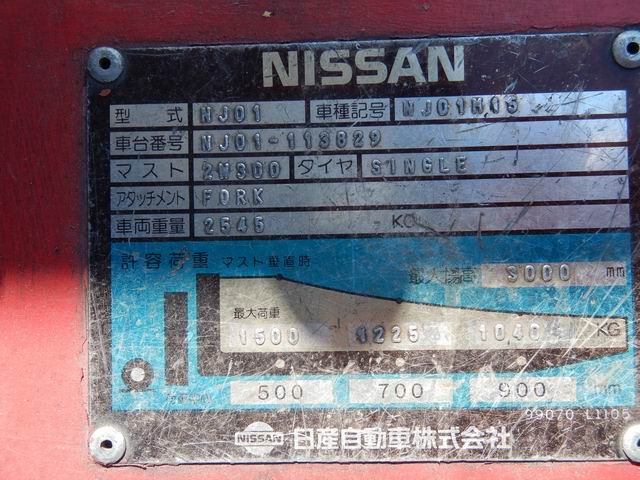 NISSAN
型式 NJ01 車種記号 NJ01M15
車台番号 NJ01-113829
マスト 2M300 タイヤ SINGLE
アタッチメント FORK
車両重量 2545 KG
許容荷重 マスト垂直時 最大揚高 3000 mm
最大荷重
1500 1225 1040 KG
500 700 900 mm
99070 L1105
NISSAN 日産自動車株式会社